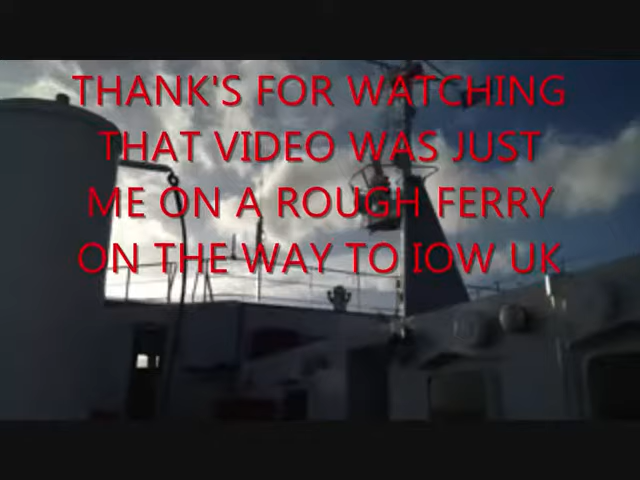 THANK'S FOR WATCHING
THAT VIDEO WAS JUST
ME ON A ROUGH FERRY
ON THE WAY TO IOW UK